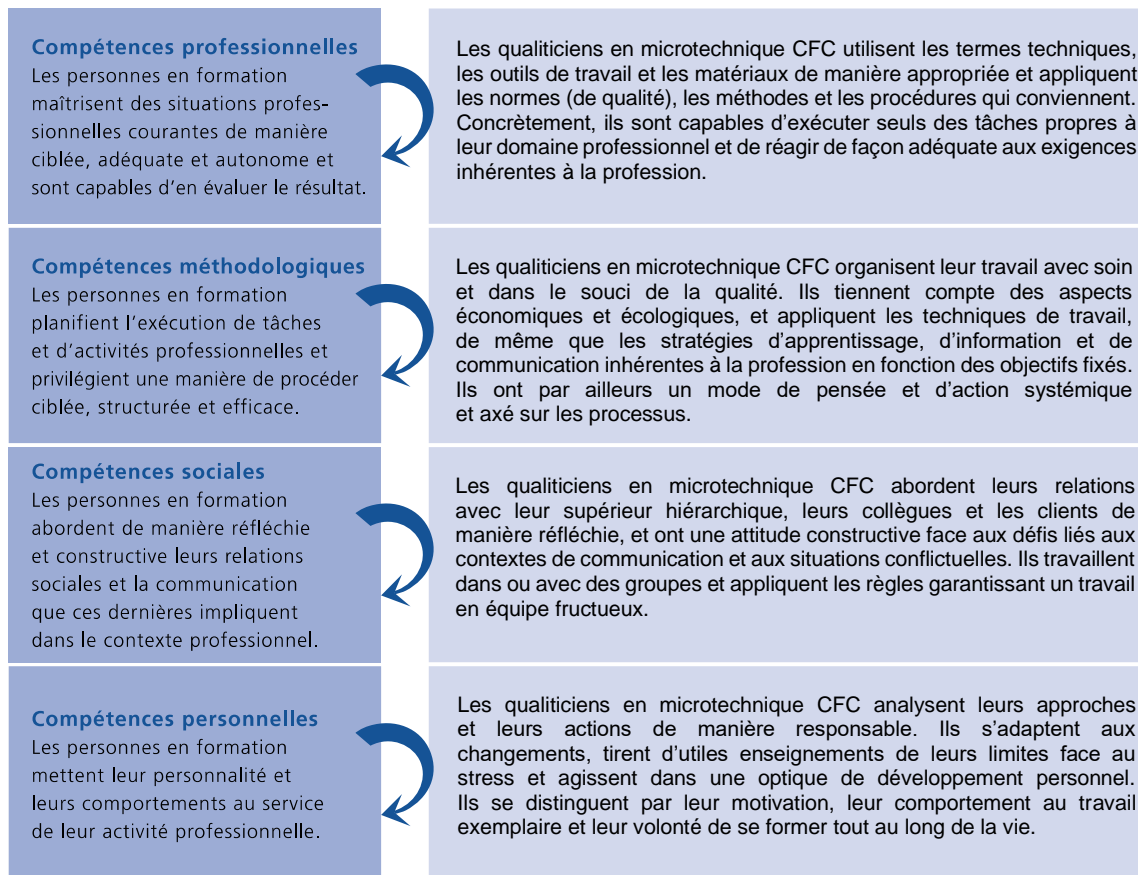 Compétences professionnelles
Les personnes en formation
maîtrisent des situations profes-
sionnelles courantes de manière
ciblée, adéquate et autonome et
sont capables d'en évaluer le résultat.
Les qualiticiens en microtechnique CFC utilisent les termes techniques,
les outils de travail et les matériaux de manière appropriée et appliquent
les normes (de qualité), les méthodes et les procédures qui conviennent.
Concrètement, ils sont capables d'exécuter seuls des tâches propres à
leur domaine professionnel et de réagir de façon adéquate aux exigences
inhérentes à la profession.
Compétences méthodologiques
Les personnes en formation
planifient l'exécution de tâches
et d'activités professionnelles et
privilégient une manière de procéder
ciblée, structurée et efficace.
Les qualiticiens en microtechnique CFC organisent leur travail avec soin
et dans le souci de la qualité. Ils tiennent compte des aspects
économiques et écologiques, et appliquent les techniques de travail,
de même que les stratégies d'apprentissage, d'information et de
communication inhérentes à la profession en fonction des objectifs fixés.
Ils ont par ailleurs un mode de pensée et d'action systémique
et axé sur les processus.
Compétences sociales
Les personnes en formation
abordent de manière réfléchie
et constructive leurs relations
sociales et la communication
que ces dernières impliquent
dans le contexte professionnel.
Les qualiticiens en microtechnique CFC abordent leurs relations
avec leur supérieur hiérarchique, leurs collègues et les clients de
manière réfléchie, et ont une attitude constructive face aux défis liés aux
contextes de communication et aux situations conflictuelles. Ils travaillent
dans ou avec des groupes et appliquent les règles garantissant un travail
en équipe fructueux.
Compétences personnelles
Les personnes en formation
mettent leur personnalité et
leurs comportements au service
de leur activité professionnelle.
Les qualiticiens en microtechnique CFC analysent leurs approches
et leurs actions de manière responsable. Ils s'adaptent aux
changements, tirent d'utiles enseignements de leurs limites face au
stress et agissent dans une optique de développement personnel.
Ils se distinguent par leur motivation, leur comportement au travail
exemplaire et leur volonté de se former tout au long de la vie.